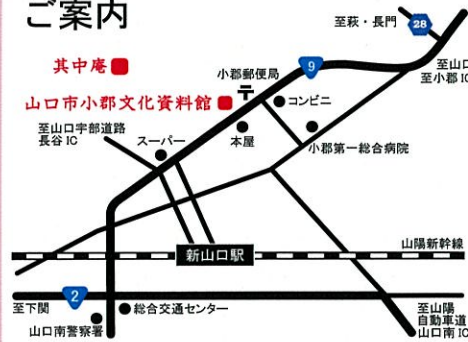 ご案内
至萩・長門
28
其中庵
小郡郵便局
9
至山口
至小郡IC
山口市小郡文化資料館
〒
コンビニ
至山口宇部道路
長谷IC
スーパー
本屋
小郡第一総合病院
山陽新幹線
新山口駅
2
至下関
総合交通センター
至山陽
自動車道
山口南IC
山口南警察署